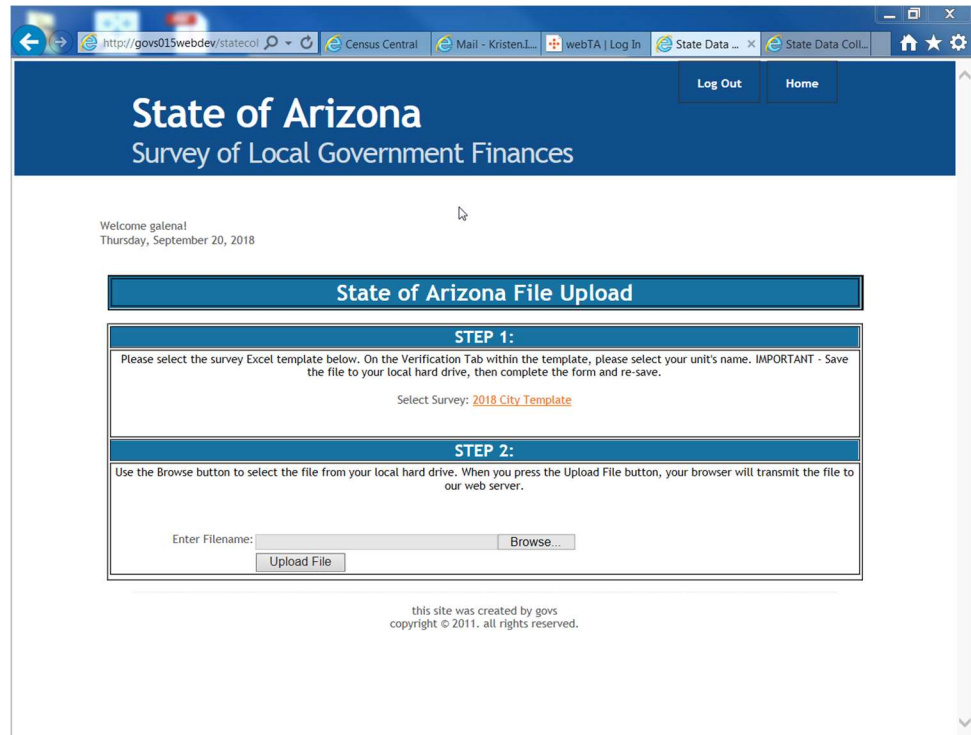 http://govs015webdev/statecol
Census Central
Mail - Kristen.I...
webTA | Log In
State Data ...
State Data Coll...
Log Out
Home
State of Arizona
Survey of Local Government Finances
Welcome galena!
Thursday, September 20, 2018
State of Arizona File Upload
STEP 1:
Please select the survey Excel template below. On the Verification Tab within the template, please select your unit's name. IMPORTANT - Save
the file to your local hard drive, then complete the form and re-save.
Select Survey: 2018 City Template
STEP 2:
Use the Browse button to select the file from your local hard drive. When you press the Upload File button, your browser will transmit the file to
our web server.
Enter Filename:
Browse...
Upload File
this site was created by govs
copyright © 2011. all rights reserved.